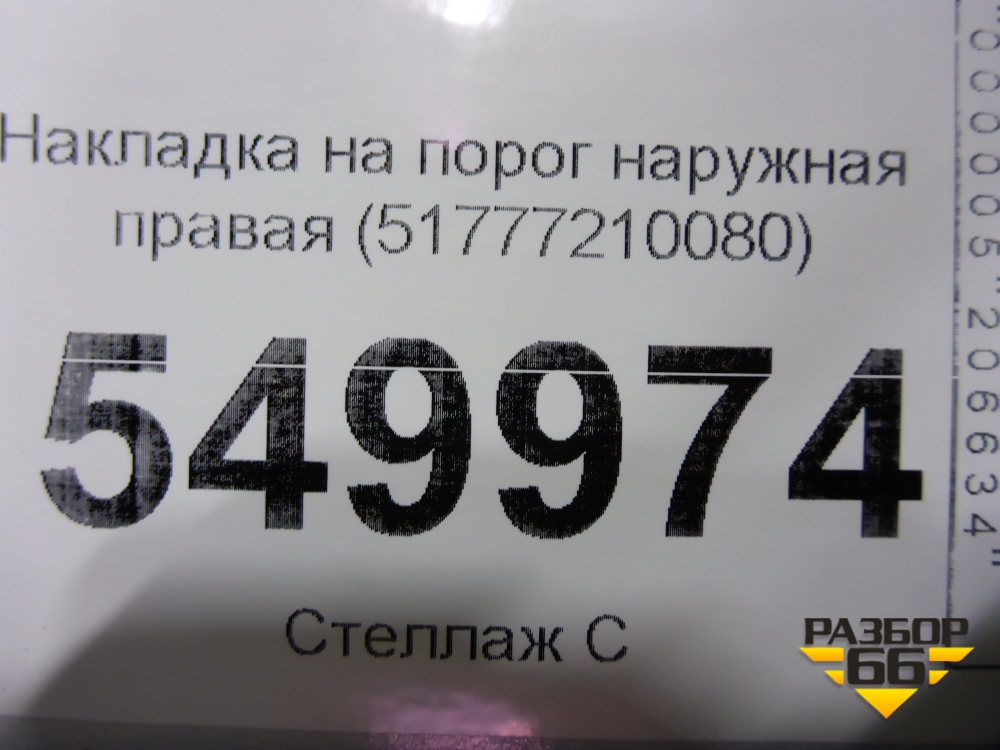 Накладка на порог наружная
правая (51777210080)
549974
Стеллаж С
РАЗБОР
66